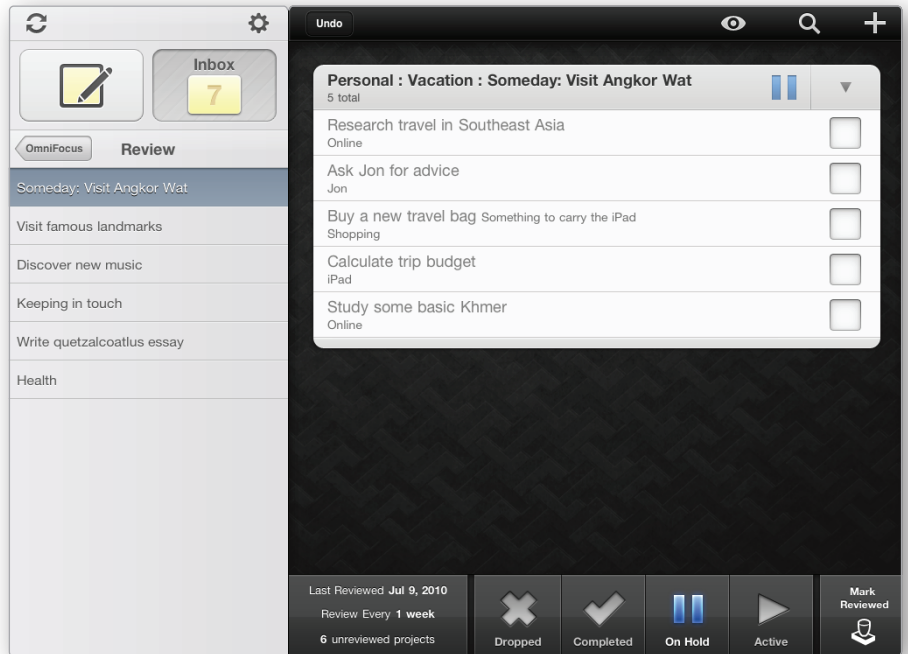 Undo
Inbox
7
OmniFocus
Review
Someday: Visit Angkor Wat
Visit famous landmarks
Discover new music
Keeping in touch
Write quetzalcoatlus essay
Health
Personal : Vacation : Someday: Visit Angkor Wat
5 total
Research travel in Southeast Asia
Online
Ask Jon for advice
Jon
Buy a new travel bag Something to carry the iPad
Shopping
Calculate trip budget
iPad
Study some basic Khmer
Online
Last Reviewed Jul 9, 2010
Review Every 1 week
6 unreviewed projects
Dropped
Completed
On Hold
Active
Mark
Reviewed